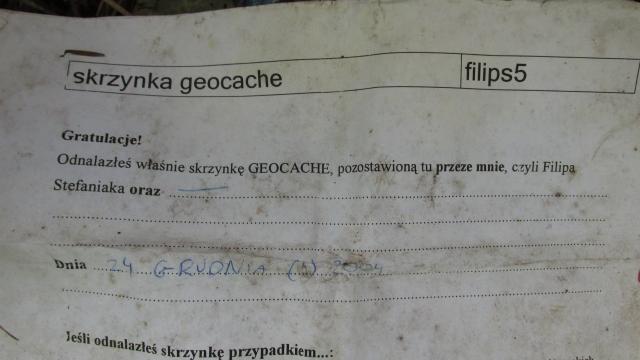 skrzynka geocache filips5
Gratulacje!
Odnalazłeś właśnie skrzynkę GEOCACHE, pozostawioną tu przeze mnie, czyli Filipa
Stefaniaka oraz
Dnia 24 GRUDNIA (!) 2004
Jeśli odnalazłeś skrzynkę przypadkiem...: